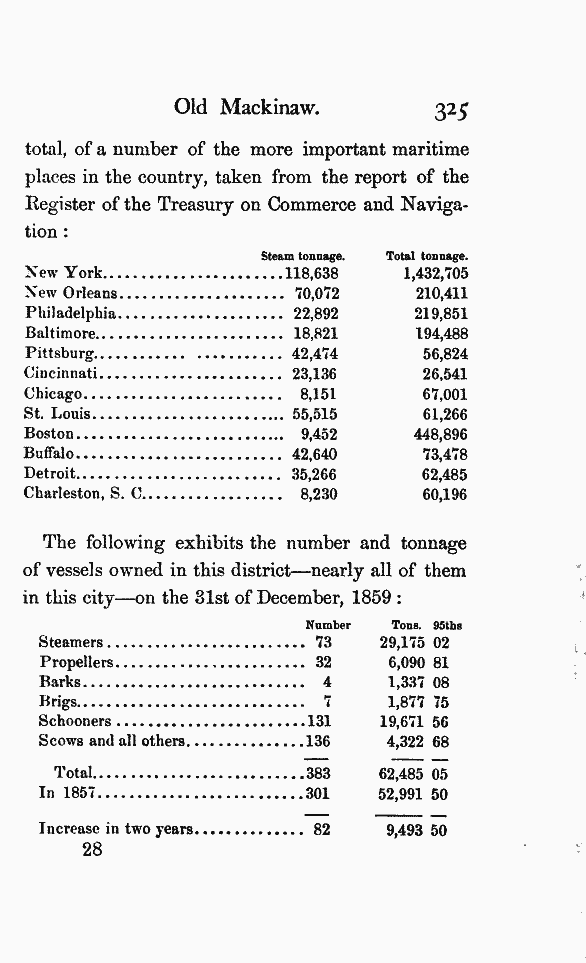 Old Mackinaw. 325
total, of a number of the more important maritime
places in the country, taken from the report of the
Register of the Treasury on Commerce and Naviga-
tion :
Steam tonnage. Total tonnage.
New York........................118,638 1,432,705
New Orleans...................... 70,072 210,411
Philadelphia...................... 22,892 219,851
Baltimore......................... 18,821 194,488
Pittsburg............ ........... 42,474 56,824
Cincinnati........................ 23,136 26,541
Chicago.......................... 8,151 67,001
St. Louis......................... 55,515 61,266
Boston........................... 9,452 448,896
Buffalo........................... 42,640 73,478
Detroit........................... 35,266 62,485
Charleston, S. C.................. 8,230 60,196
The following exhibits the number and tonnage
of vessels owned in this district—nearly all of them
in this city—on the 31st of December, 1859 :
Number Tons. 95ths
Steamers.......................... 73 29,175 02
Propellers......................... 32 6,090 81
Barks............................. 4 1,337 08
Brigs.............................. 7 1,877 75
Schooners ........................131 19,671 56
Scows and all others...............136 4,322 68
Total............................383 62,485 05
In 1857...........................301 52,991 50
Increase in two years.............. 82 9,493 50
28